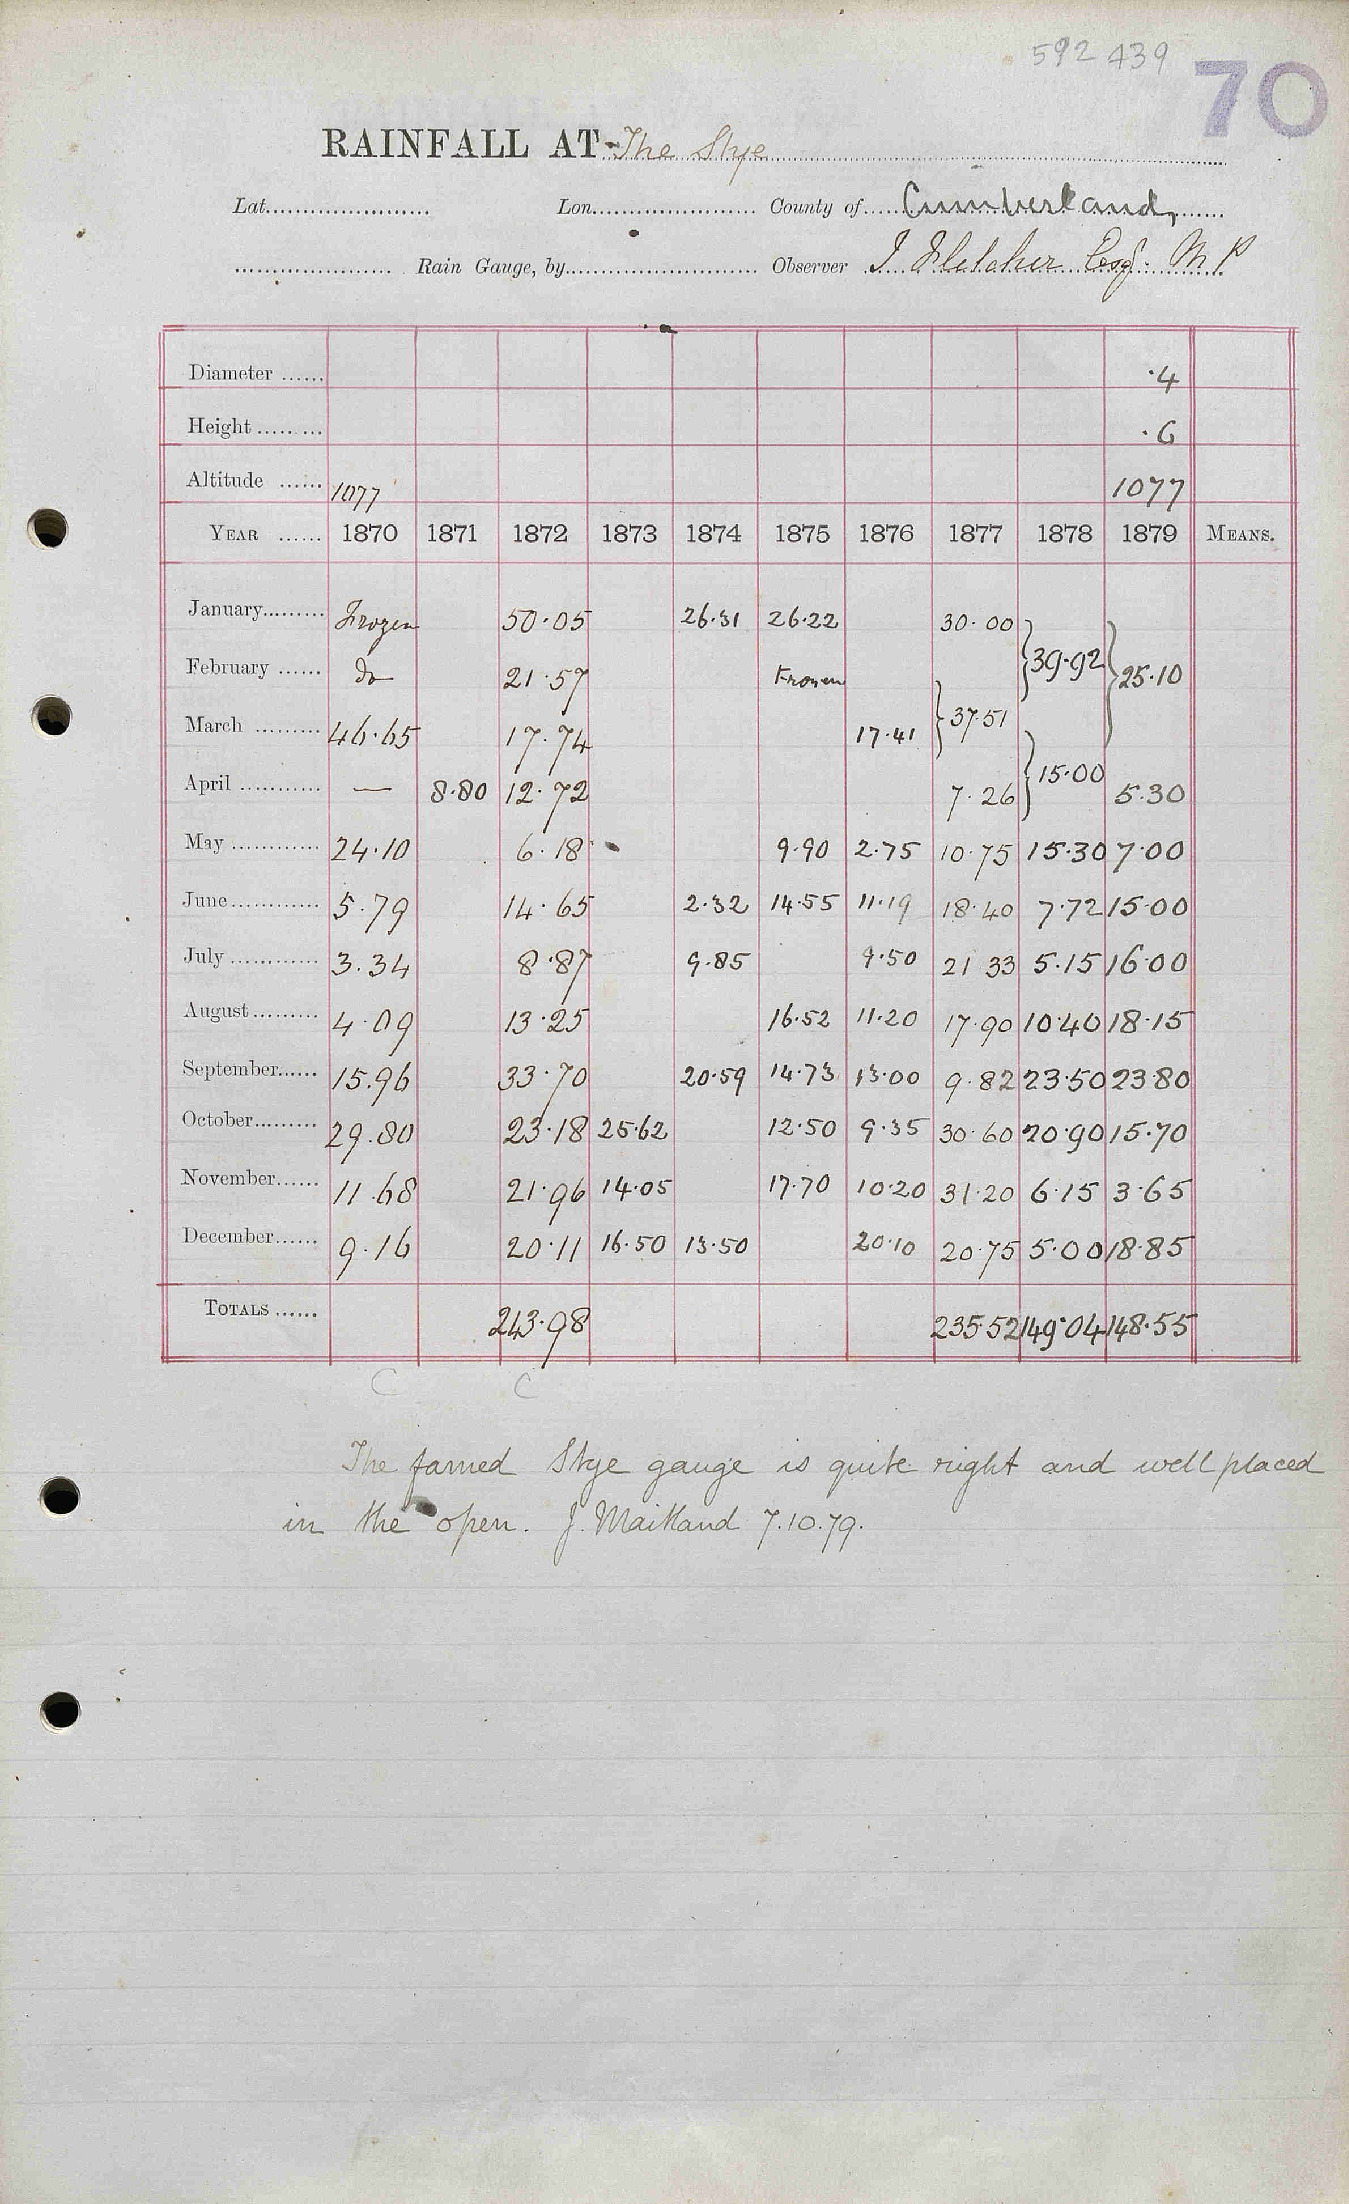 592439
70
RAINFALL AT The Stye
Lat. Lon. County of Cumberland,
Rain Gauge, by Observer I Fletcher Esq. M P
Diameter ·4
Height ·6
Altitude 1077 1077
YEAR 1870 1871 1872 1873 1874 1875 1876 1877 1878 1879 MEANS.
January Frozen 50·05 26·31 26·22 30·00
February do 21·57 Frozen 39·92 25·10
March 46·65 17·74 17·41 37·51
April — 8·80 12·72 7·26 15·00 5·30
May 24·10 6·18 9·90 2·75 10·75 15·30 7·00
June 5·79 14·65 2·32 14·55 11·19 18·40 7·72 15·00
July 3·34 8·87 9·85 9·50 21 33 5·15 16·00
August 4·09 13·25 16·52 11·20 17·90 10·40 18·15
September 15·96 33·70 20·59 14·73 13·00 9·82 23·50 23·80
October 29·80 23·18 25·62 12·50 9·35 30·60 20·90 15·70
November 11·68 21·96 14·05 17·70 10·20 31·20 6·15 3·65
December 9·16 20·11 16·50 13·50 20·10 20·75 5·00 18·85
TOTALS 243·98 235·52 149·04 148·55
C C
The famed Stye gauge is quite right and well placed
in the open. J. Maitland 7.10.79.